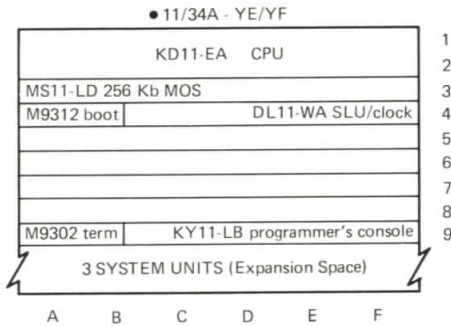 • 11/34A - YE/YF
KD11-EA CPU
1
2
MS11-LD 256 Kb MOS
3
M9312 boot DL11-WA SLU/clock
4
5
6
7
8
M9302 term KY11-LB programmer's console
9
3 SYSTEM UNITS (Expansion Space)
A B C D E F